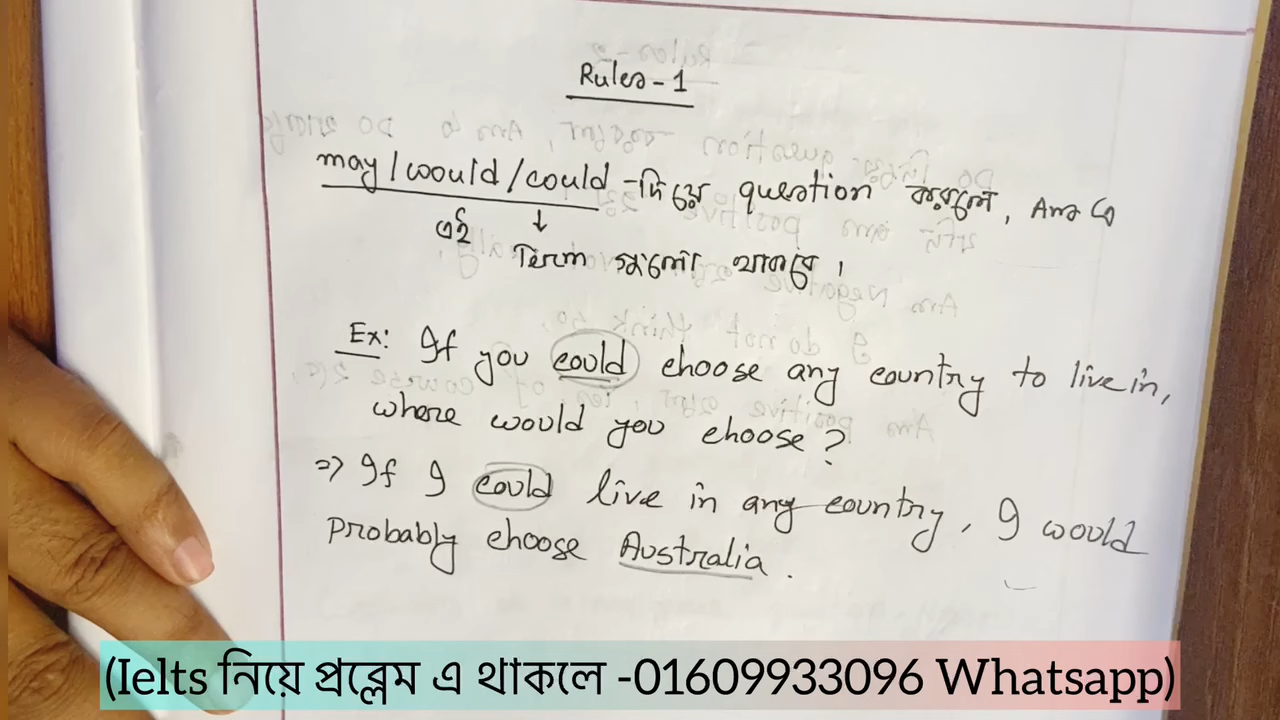 Rules-1
may/would/could -দিয়ে question করলে, Ans এ
এই ↓
Term গুলো থাকবে।
Ex: If you could choose any country to live in,
where would you choose?
=> If I could live in any country, I would
Probably choose Australia.
(Ielts নিয়ে প্রব্লেম এ থাকলে -01609933096 Whatsapp)